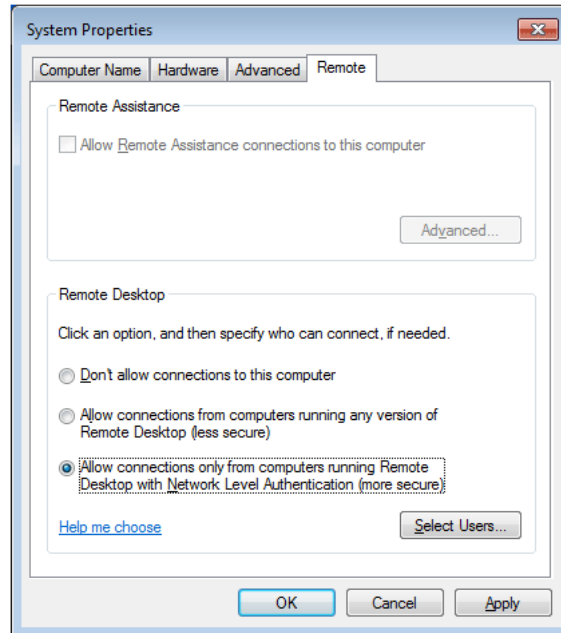 System Properties
Computer Name Hardware Advanced Remote
Remote Assistance
Allow Remote Assistance connections to this computer
Advanced...
Remote Desktop
Click an option, and then specify who can connect, if needed.
Don't allow connections to this computer
Allow connections from computers running any version of
Remote Desktop (less secure)
Allow connections only from computers running Remote
Desktop with Network Level Authentication (more secure)
Help me choose Select Users...
OK Cancel Apply